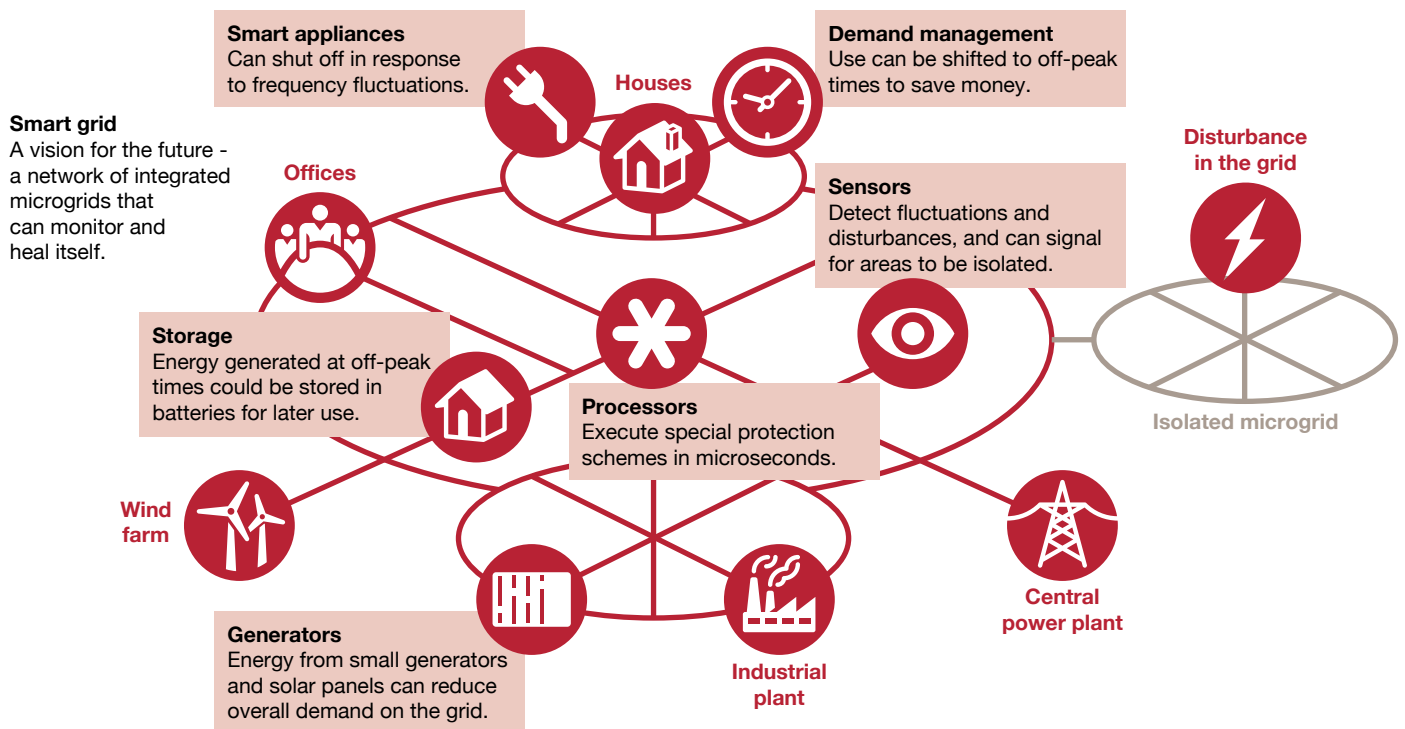 Smart appliances
Can shut off in response
to frequency fluctuations.
Houses
Demand management
Use can be shifted to off-peak
times to save money.
Smart grid
A vision for the future -
a network of integrated
microgrids that
can monitor and
heal itself.
Offices
Sensors
Detect fluctuations and
disturbances, and can signal
for areas to be isolated.
Disturbance
in the grid
Storage
Energy generated at off-peak
times could be stored in
batteries for later use.
Processors
Execute special protection
schemes in microseconds.
Isolated microgrid
Wind
farm
Central
power plant
Generators
Energy from small generators
and solar panels can reduce
overall demand on the grid.
Industrial
plant